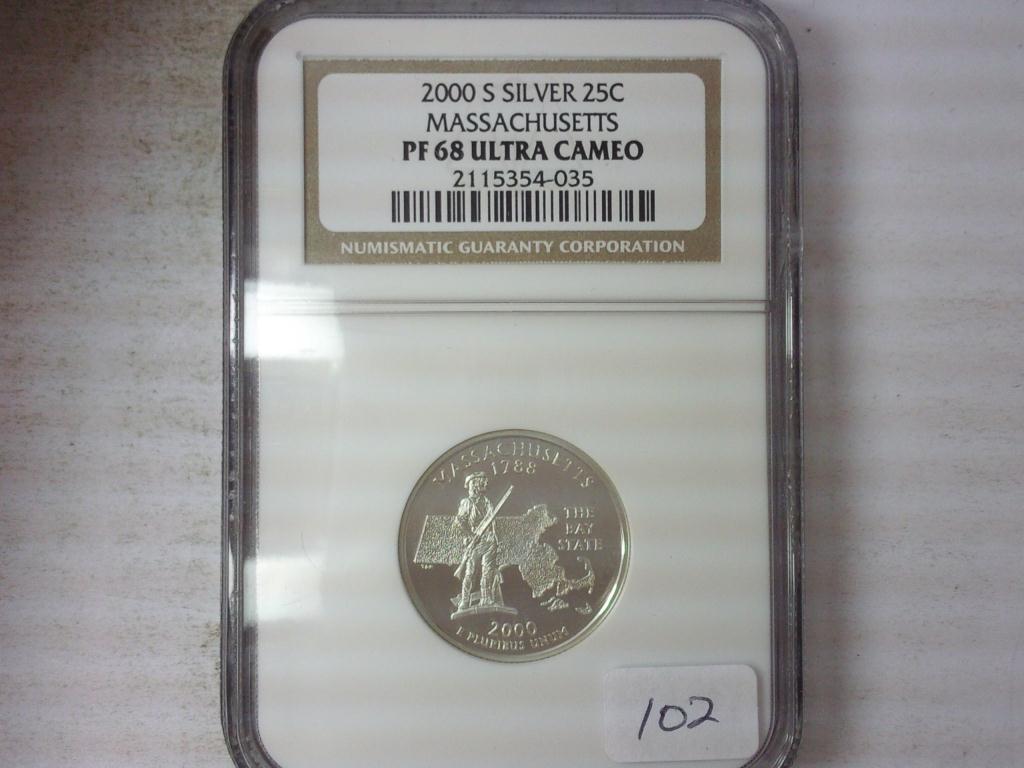 2000 S SILVER 25C
MASSACHUSETTS
PF 68 ULTRA CAMEO
2115354-035
NUMISMATIC GUARANTY CORPORATION
MASSACHUSETTS
1788
THE
BAY
STATE
2000
E PLURIBUS UNUM
102